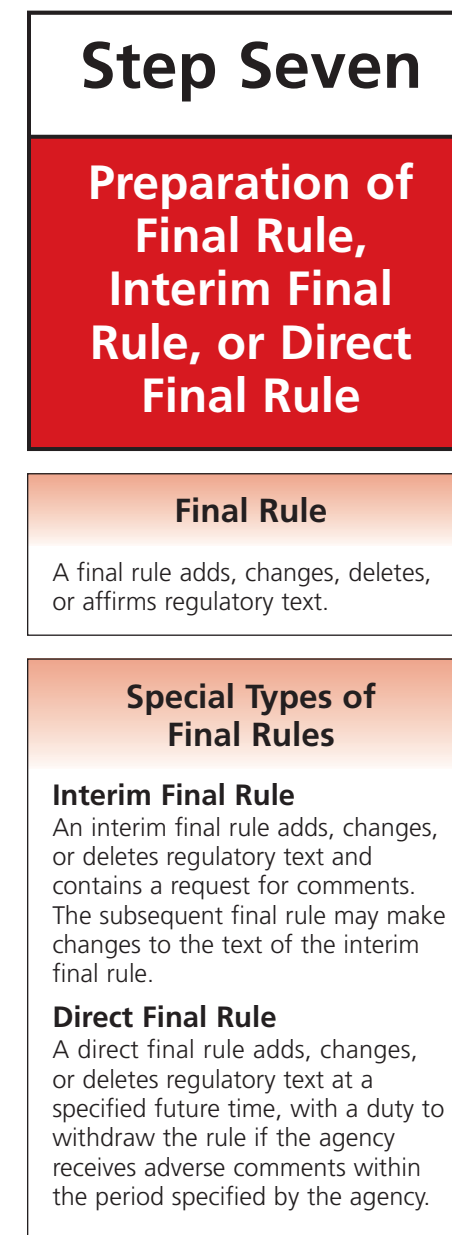 Step Seven
Preparation of
Final Rule,
Interim Final
Rule, or Direct
Final Rule
Final Rule
A final rule adds, changes, deletes,
or affirms regulatory text.
Special Types of
Final Rules
Interim Final Rule
An interim final rule adds, changes,
or deletes regulatory text and
contains a request for comments.
The subsequent final rule may make
changes to the text of the interim
final rule.
Direct Final Rule
A direct final rule adds, changes,
or deletes regulatory text at a
specified future time, with a duty to
withdraw the rule if the agency
receives adverse comments within
the period specified by the agency.